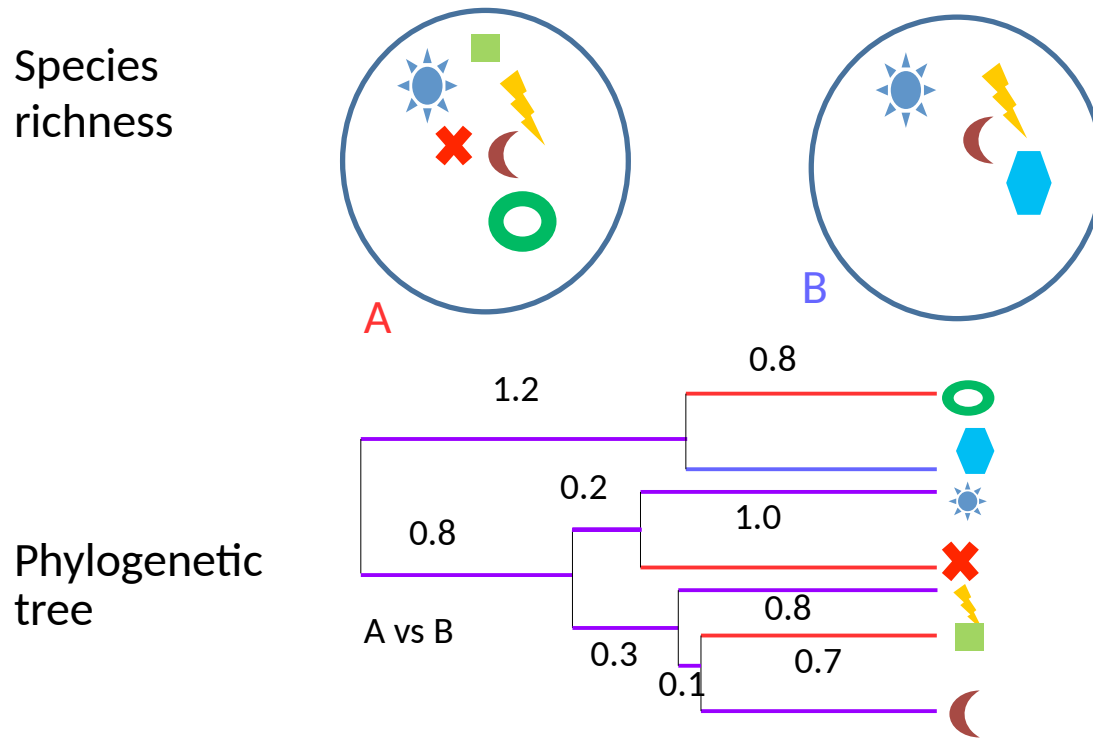 Species
richness
A
B
0.8
1.2
0.2
1.0
0.8
Phylogenetic
tree
0.8
A vs B
0.3
0.7
0.1